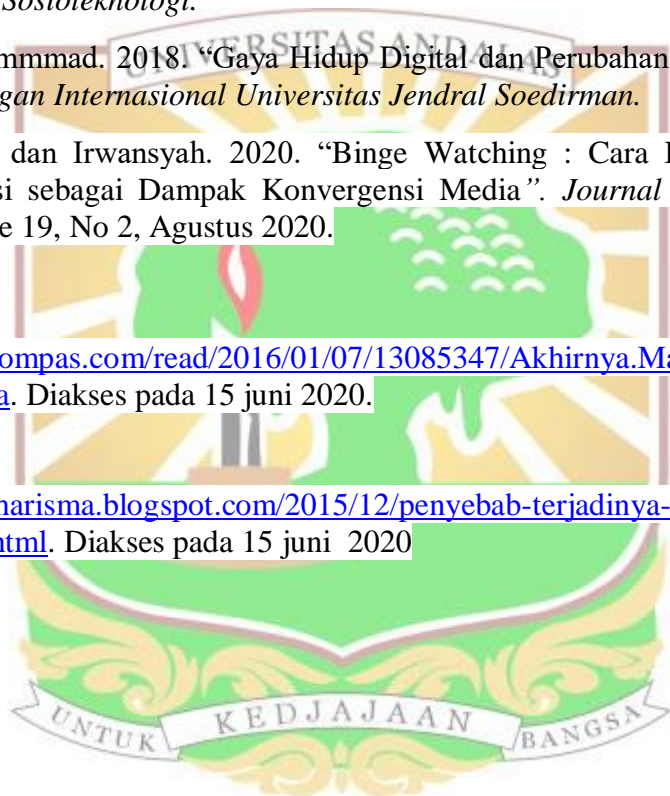 Sosioteknologi.
UNIVERSITAS ANDALAS
mmmad. 2018. “Gaya Hidup Digital dan Perubahan
gan Internasional Universitas Jendral Soedirman.
dan Irwansyah. 2020. “Binge Watching : Cara
si sebagai Dampak Konvergensi Media”. Journal
e 19, No 2, Agustus 2020.
ompas.com/read/2016/01/07/13085347/Akhirnya.Ma
a. Diakses pada 15 juni 2020.
harisma.blogspot.com/2015/12/penyebab-terjadinya-
html. Diakses pada 15 juni 2020
UNTUK KEDJAJAAN BANGSA